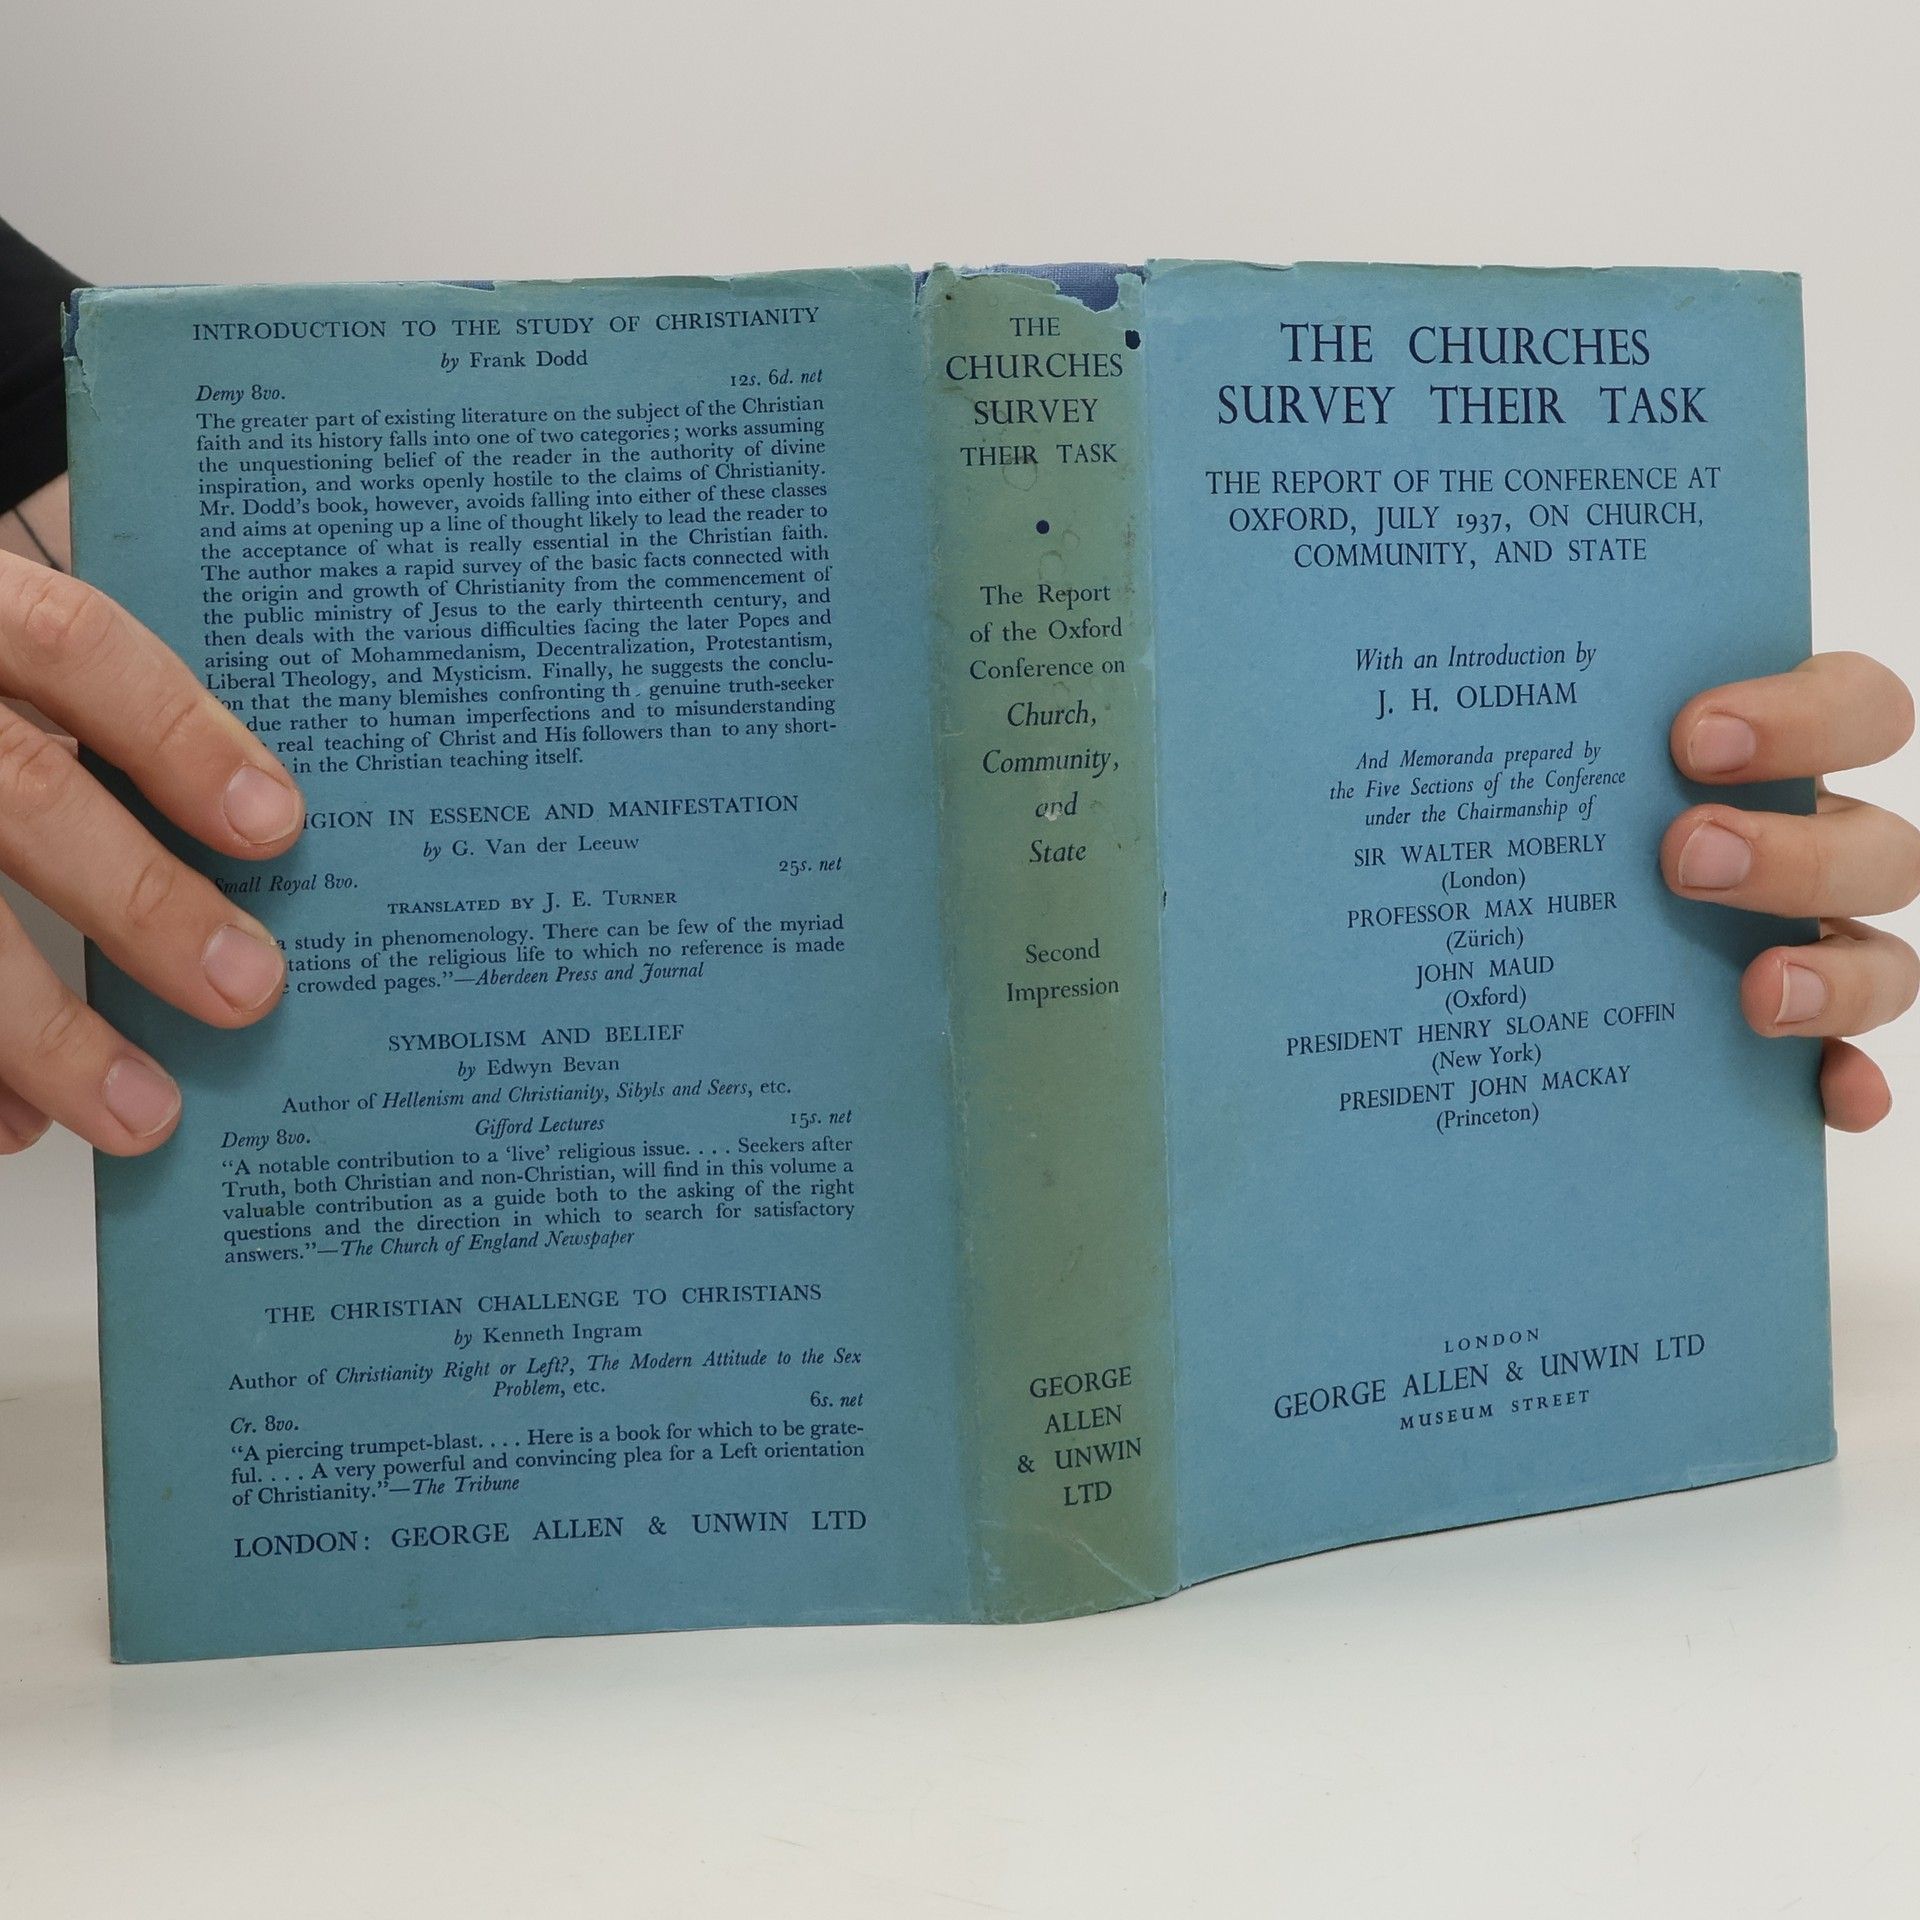 INTRODUCTION TO THE STUDY OF CHRISTIANITY
by Frank Dodd
Demy 8vo. 12s. 6d. net
The greater part of existing literature on the subject of the Christian
faith and its history falls into one of two categories; works assuming
the unquestioning belief of the reader in the authority of divine
inspiration, and works openly hostile to the claims of Christianity.
Mr. Dodd's book, however, avoids falling into either of these classes
and aims at opening up a line of thought likely to lead the reader to
the acceptance of what is really essential in the Christian faith.
The author makes a rapid survey of the basic facts connected with
the origin and growth of Christianity from the commencement of
the public ministry of Jesus to the early thirteenth century, and
then deals with the various difficulties facing the later Popes and
arising out of Mohammedanism, Decentralization, Protestantism,
Liberal Theology, and Mysticism. Finally, he suggests the conclu-
on that the many blemishes confronting th genuine truth-seeker
due rather to human imperfections and to misunderstanding
real teaching of Christ and His followers than to any short-
in the Christian teaching itself.
IGION IN ESSENCE AND MANIFESTATION
by G. Van der Leeuw
Small Royal 8vo. 25s. net
TRANSLATED BY J. E. TURNER
a study in phenomenology. There can be few of the myriad
tations of the religious life to which no reference is made
crowded pages."—Aberdeen Press and Journal
SYMBOLISM AND BELIEF
by Edwyn Bevan
Author of Hellenism and Christianity, Sibyls and Seers, etc.
Demy 8vo. Gifford Lectures 15s. net
"A notable contribution to a 'live' religious issue. . . . Seekers after
Truth, both Christian and non-Christian, will find in this volume a
valuable contribution as a guide both to the asking of the right
questions and the direction in which to search for satisfactory
answers."—The Church of England Newspaper
THE CHRISTIAN CHALLENGE TO CHRISTIANS
by Kenneth Ingram
Author of Christianity Right or Left?, The Modern Attitude to the Sex
Problem, etc.
Cr. 8vo. 6s. net
"A piercing trumpet-blast. . . . Here is a book for which to be grate-
ful. . . . A very powerful and convincing plea for a Left orientation
of Christianity."—The Tribune
LONDON: GEORGE ALLEN & UNWIN LTD
THE
CHURCHES
SURVEY
THEIR TASK
•
The Report
of the Oxford
Conference on
Church,
Community,
and
State
Second
Impression
GEORGE
ALLEN
& UNWIN
LTD
THE CHURCHES
SURVEY THEIR TASK
THE REPORT OF THE CONFERENCE AT
OXFORD, JULY 1937, ON CHURCH,
COMMUNITY, AND STATE
With an Introduction by
J. H. OLDHAM
And Memoranda prepared by
the Five Sections of the Conference
under the Chairmanship of
SIR WALTER MOBERLY
(London)
PROFESSOR MAX HUBER
(Zürich)
JOHN MAUD
(Oxford)
PRESIDENT HENRY SLOANE COFFIN
(New York)
PRESIDENT JOHN MACKAY
(Princeton)
LONDON
GEORGE ALLEN & UNWIN LTD
MUSEUM STREET